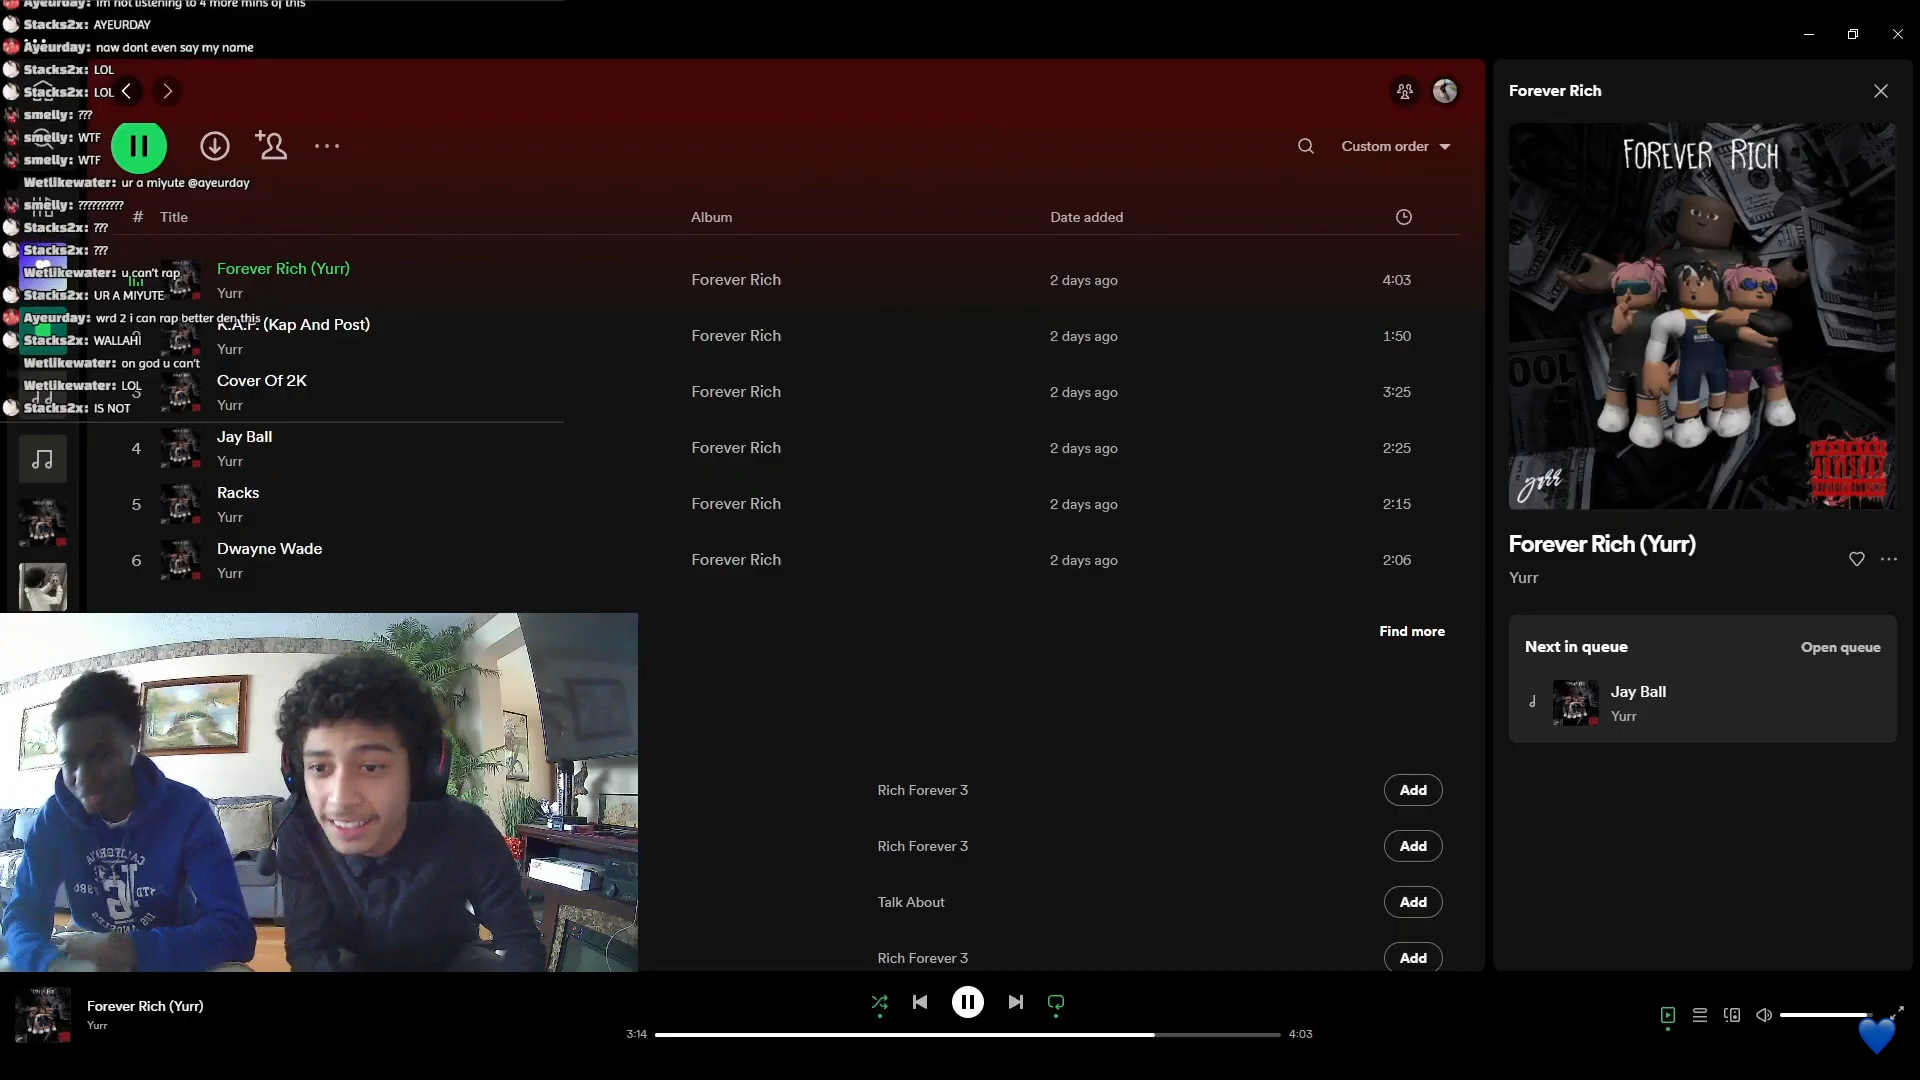 Ayeurday: im not listening to 4 more mins of this
Stacks2x: AYEURDAY
Ayeurday: naw dont even say my name
Stacks2x: LOL
Stacks2x: LOL
smelly: ???
smelly: WTF
smelly: WTF
Wetlikewater: ur a miyute @ayeurday
smelly: ??????????
Stacks2x: ???
Stacks2x: ???
Wetlikewater: u can't rap
Stacks2x: UR A MIYUTE
Ayeurday: wrd 2 i can rap better den this
Stacks2x: WALLAHI
Wetlikewater: on god u can't
Wetlikewater: LOL
Stacks2x: IS NOT
Custom order
# Title Album Date added
Forever Rich (Yurr)
Yurr
Forever Rich 2 days ago 4:03
K.A.P. (Kap And Post)
Yurr
Forever Rich 2 days ago 1:50
3 Cover Of 2K
Yurr
Forever Rich 2 days ago 3:25
4 Jay Ball
Yurr
Forever Rich 2 days ago 2:25
5 Racks
Yurr
Forever Rich 2 days ago 2:15
6 Dwayne Wade
Yurr
Forever Rich 2 days ago 2:06
Find more
Rich Forever 3 Add
Rich Forever 3 Add
Talk About Add
Rich Forever 3 Add
Forever Rich
FOREVER RICH
100
ADVISORY
yrr
Forever Rich (Yurr)
Yurr
Next in queue Open queue
Jay Ball
Yurr
CALIFORNIA
Forever Rich (Yurr)
Yurr
3:14 4:03